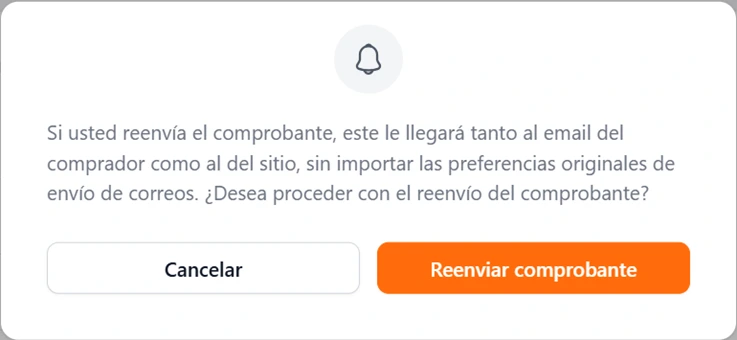 Si usted reenvía el comprobante, este le llegará tanto al email del
comprador como al del sitio, sin importar las preferencias originales de
envío de correos. ¿Desea proceder con el reenvío del comprobante?
Cancelar
Reenviar comprobante